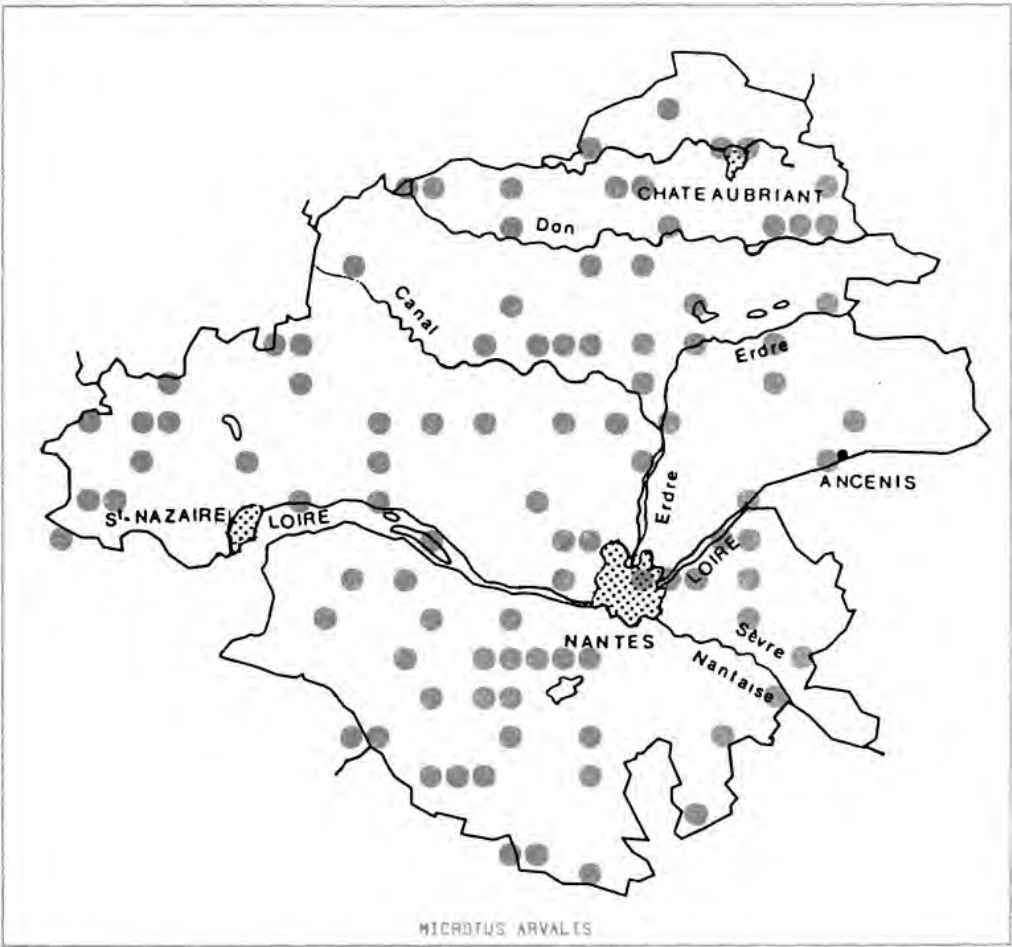 CHATEAUBRIANT
Don
Canal
Erdre
ANCENIS
Erdre
St-NAZAIRE
LOIRE
LOIRE
NANTES
Sèvre
Nantaise
MICROTUS ARVALIS